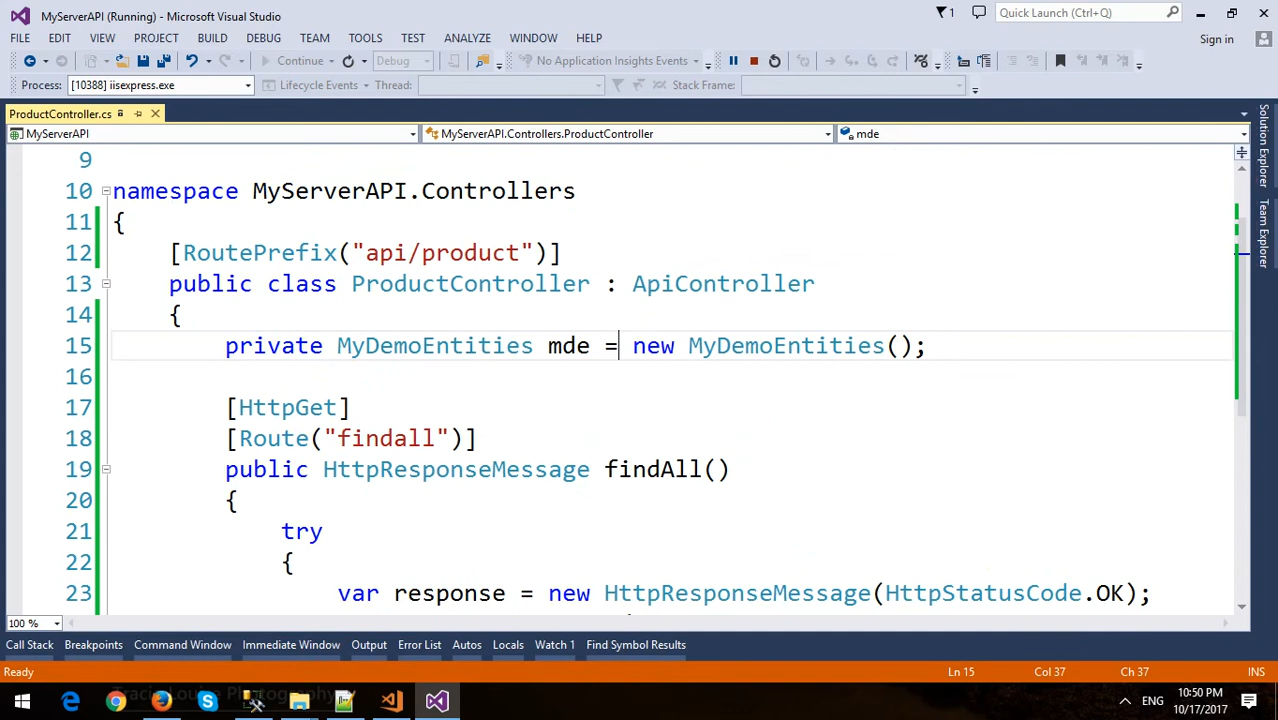 MyServerAPI (Running) - Microsoft Visual Studio
1
Quick Launch (Ctrl+Q)
FILE EDIT VIEW PROJECT BUILD DEBUG TEAM TOOLS TEST ANALYZE WINDOW HELP
Sign in
Continue Debug No Application Insights Events
Process: [10388] iisexpress.exe Lifecycle Events Thread: Stack Frame:
ProductController.cs
MyServerAPI MyServerAPI.Controllers.ProductController mde
9
10 namespace MyServerAPI.Controllers
11 {
12 [RoutePrefix("api/product")]
13 public class ProductController : ApiController
14 {
15 private MyDemoEntities mde = new MyDemoEntities();
16
17 [HttpGet]
18 [Route("findall")]
19 public HttpResponseMessage findAll()
20 {
21 try
22 {
23 var response = new HttpResponseMessage(HttpStatusCode.OK);
Solution Explorer
Team Explorer
100 %
Call Stack Breakpoints Command Window Immediate Window Output Error List Autos Locals Watch 1 Find Symbol Results
Ready Ln 15 Col 37 Ch 37 INS
Photography
ENG
10:50 PM
10/17/2017